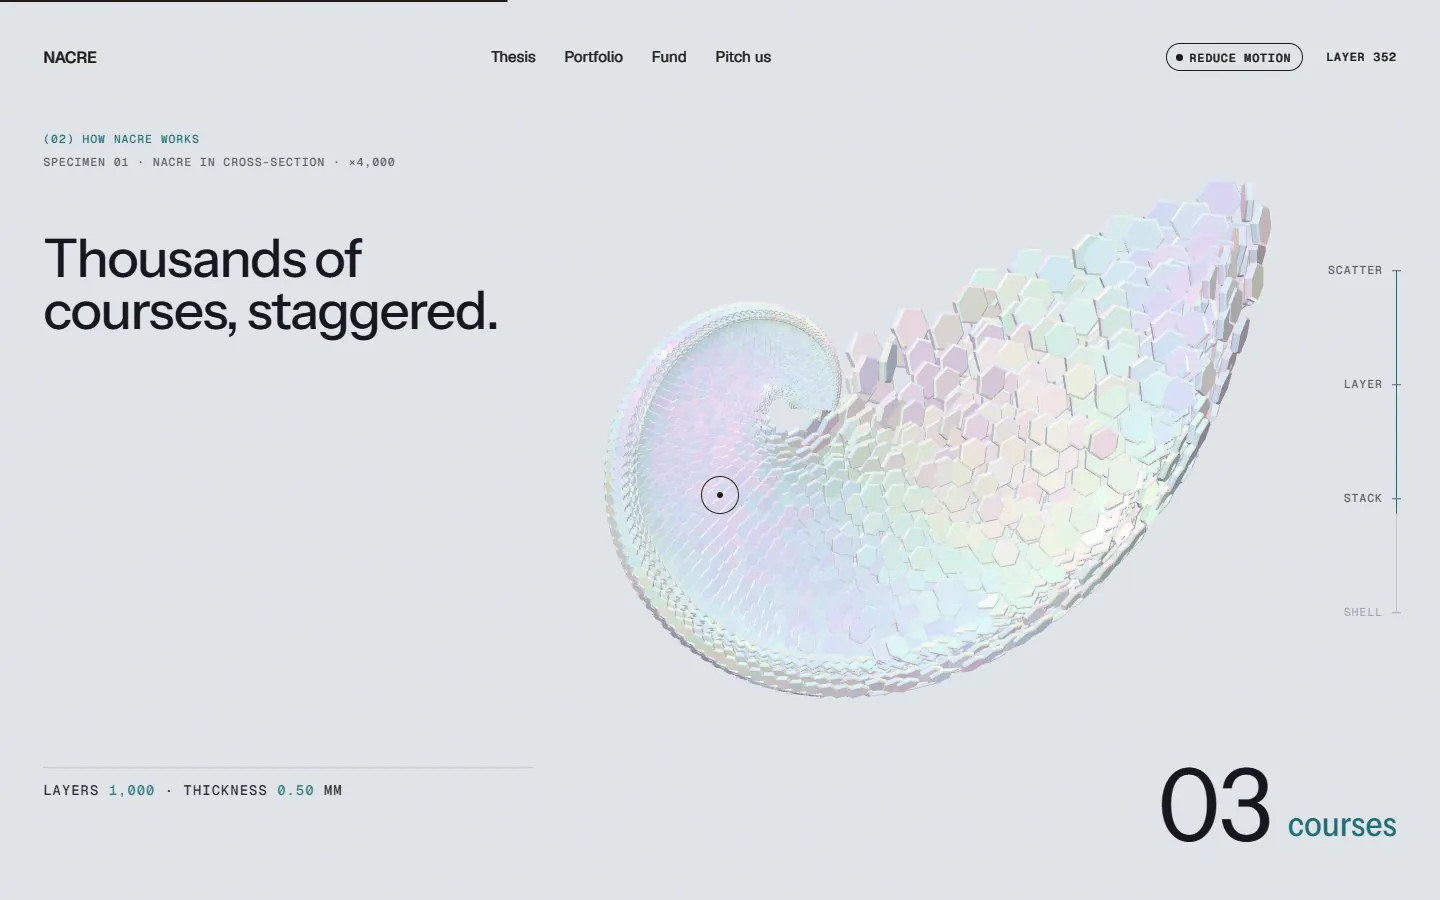 NACRE
Thesis Portfolio Fund Pitch us
REDUCE MOTION
LAYER 352
(02) HOW NACRE WORKS
SPECIMEN 01 · NACRE IN CROSS-SECTION · ×4,000
Thousands of
courses, staggered.
SCATTER
LAYER
STACK
SHELL
LAYERS 1,000 · THICKNESS 0.50 MM
03 courses